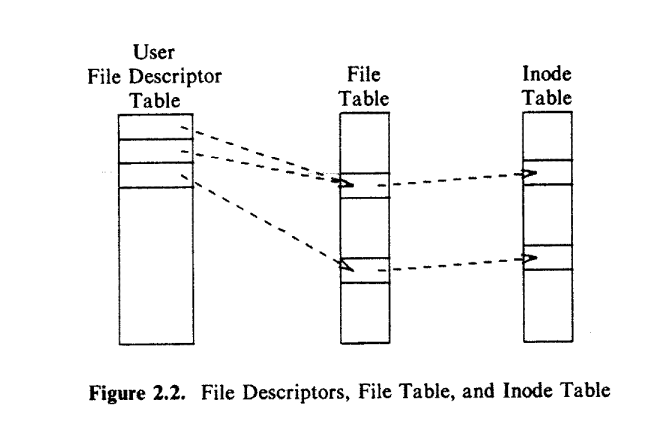 User
File Descriptor
Table
File
Table
Inode
Table
Figure 2.2. File Descriptors, File Table, and Inode Table